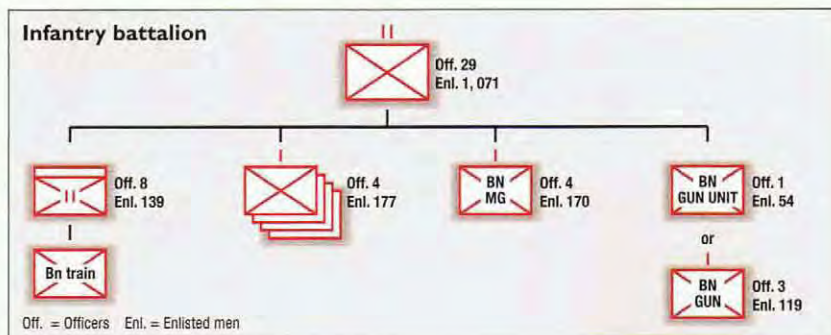 Infantry battalion
Off. 29
Enl. 1, 071
Off. 8
Enl. 139
Off. 4
Enl. 177
BN
MG
Off. 4
Enl. 170
BN
GUN UNIT
Off. 1
Enl. 54
or
Bn train
BN
GUN
Off. 3
Enl. 119
Off. = Officers Enl. = Enlisted men